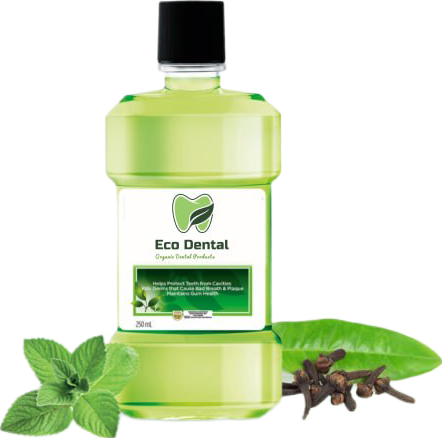 Eco Dental
Organic Dental Products
Helps Protect Teeth from Cavities
Kills Germs that Cause Bad Breath & Plaque
Maintains Gum Health
250 mL